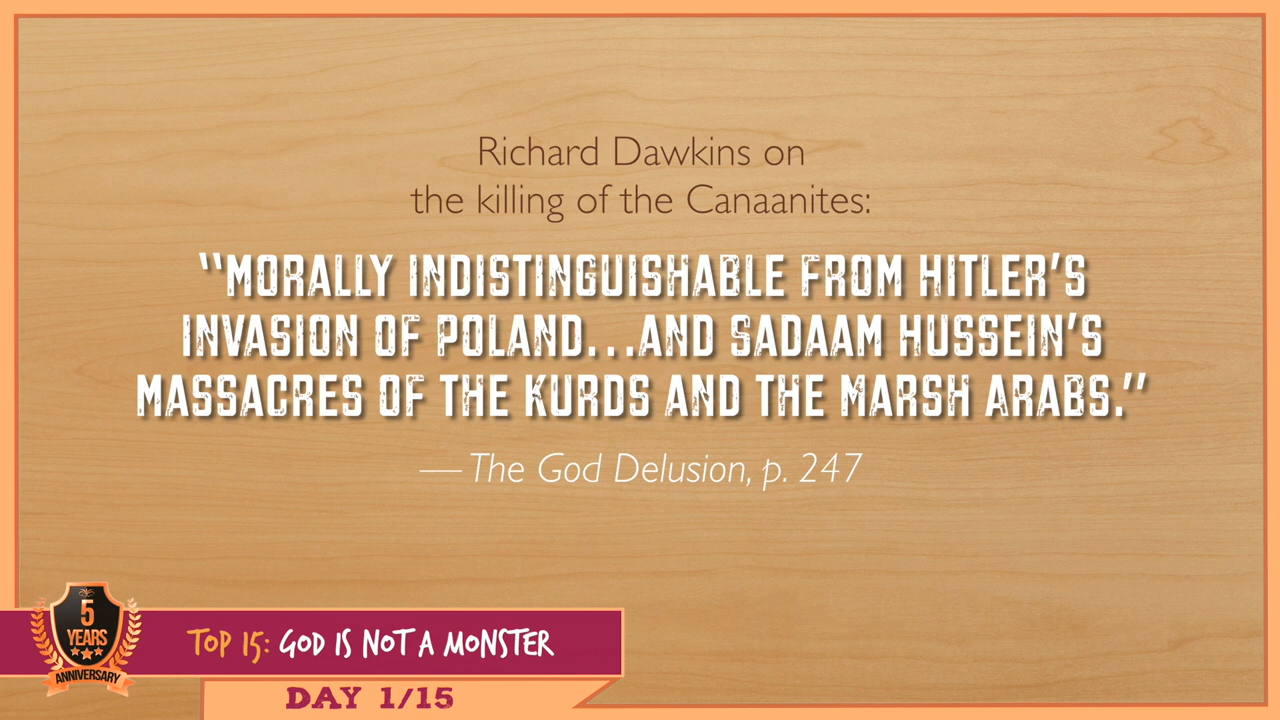 Richard Dawkins on
the killing of the Canaanites:
"MORALLY INDISTINGUISHABLE FROM HITLER'S
INVASION OF POLAND...AND SADAAM HUSSEIN'S
MASSACRES OF THE KURDS AND THE MARSH ARABS."
— The God Delusion, p. 247
5
YEARS
ANNIVERSARY
TOP 15: GOD IS NOT A MONSTER
DAY 1/15